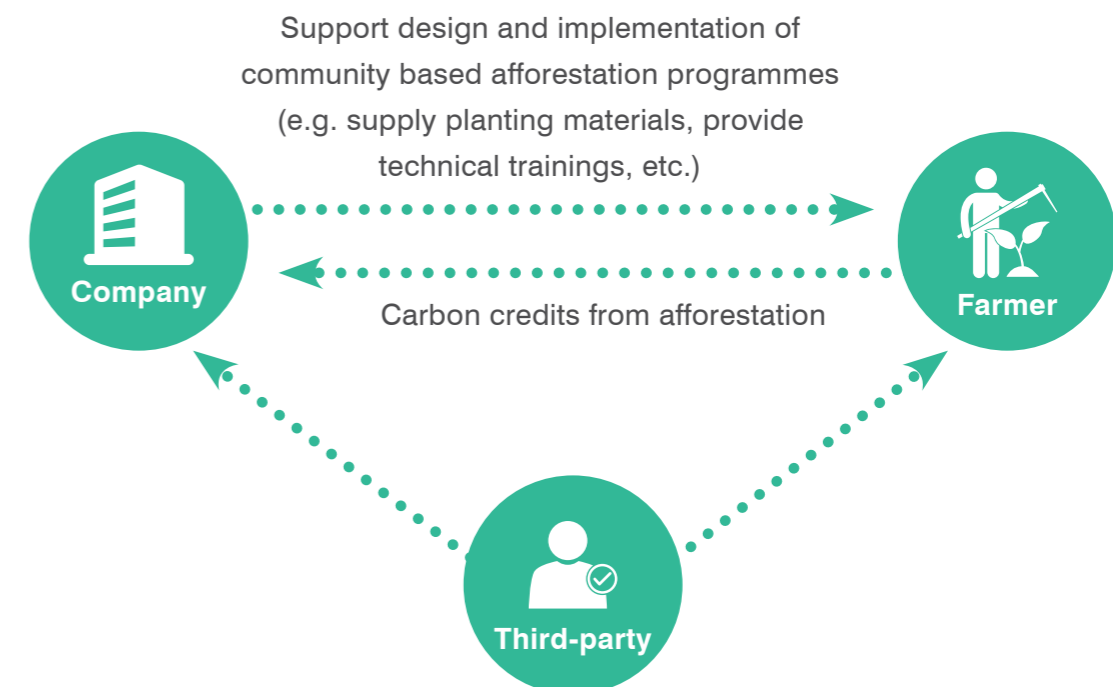 Support design and implementation of
community based afforestation programmes
(e.g. supply planting materials, provide
technical trainings, etc.)
Company
Farmer
Carbon credits from afforestation
Third-party